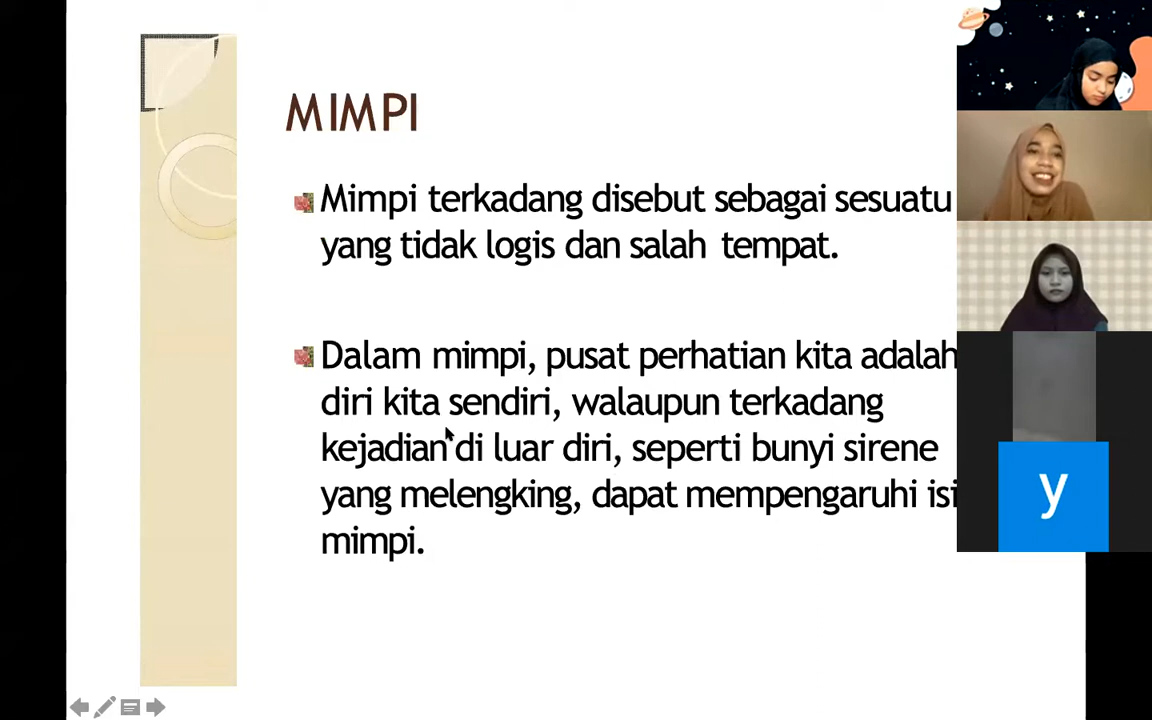 MIMPI
Mimpi terkadang disebut sebagai sesuatu
yang tidak logis dan salah tempat.
Dalam mimpi, pusat perhatian kita adalah
diri kita sendiri, walaupun terkadang
kejadian di luar diri, seperti bunyi sirene
yang melengking, dapat mempengaruhi isi
mimpi.
y